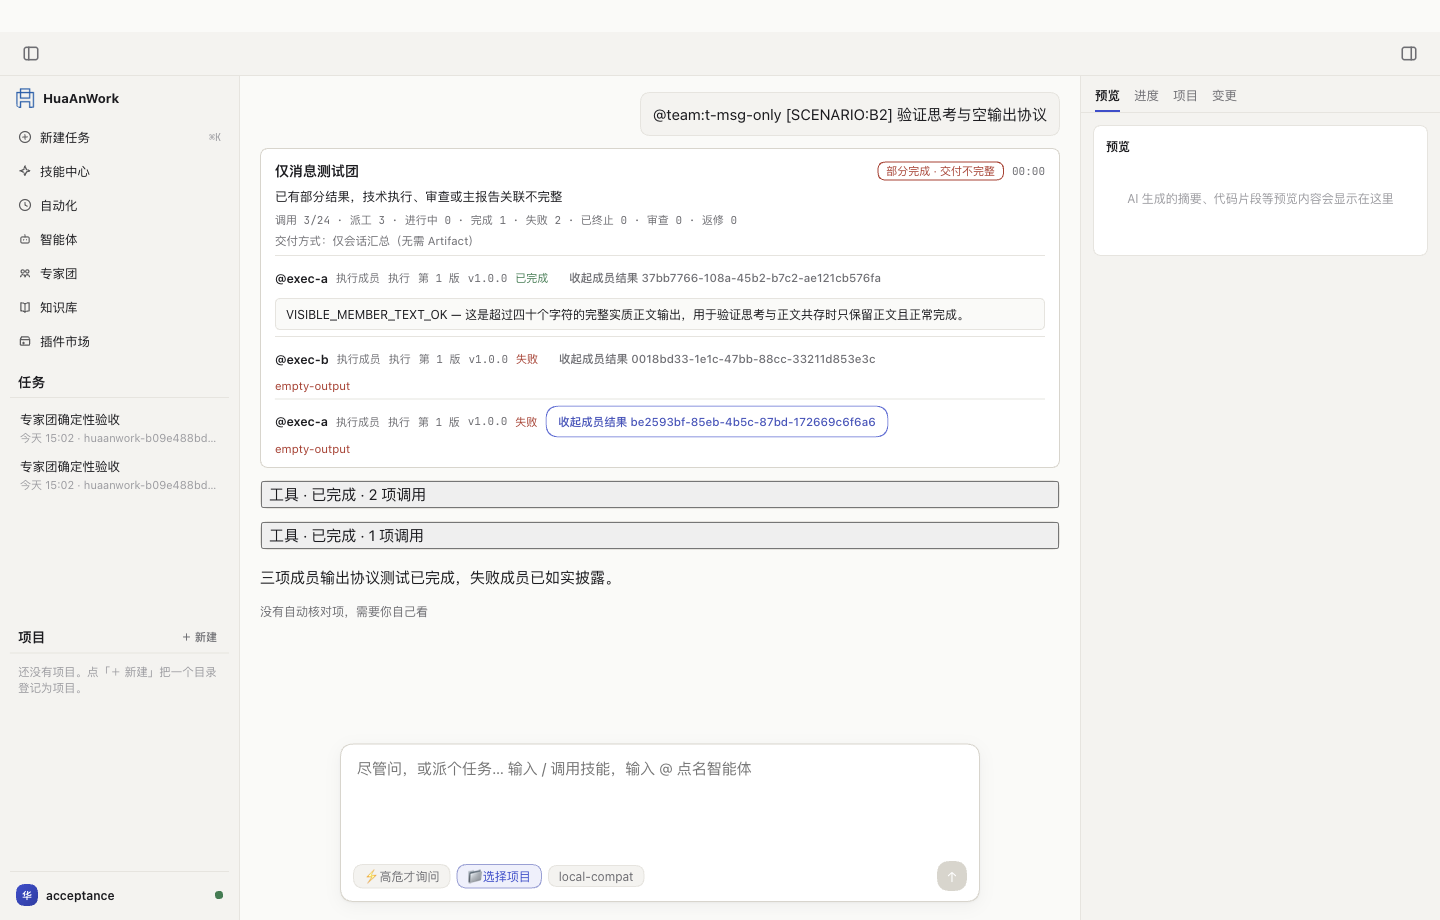 HuaAnWork
新建任务 ⌘K
技能中心
自动化
智能体
专家团
知识库
插件市场
任务
专家团确定性验收
今天 15:02 · huaanwork-b09e488bd...
专家团确定性验收
今天 15:02 · huaanwork-b09e488bd...
项目 + 新建
还没有项目。点「+ 新建」把一个目录
登记为项目。
华 acceptance
@team:t-msg-only [SCENARIO:B2] 验证思考与空输出协议
仅消息测试团 部分完成 · 交付不完整 00:00
已有部分结果，技术执行、审查或主报告关联不完整
调用 3/24 · 派工 3 · 进行中 0 · 完成 1 · 失败 2 · 已终止 0 · 审查 0 · 返修 0
交付方式：仅会话汇总（无需 Artifact）
@exec-a 执行成员 执行 第 1 版 v1.0.0 已完成 收起成员结果 37bb7766-108a-45b2-b7c2-ae121cb576fa
VISIBLE_MEMBER_TEXT_OK — 这是超过四十个字符的完整实质正文输出，用于验证思考与正文共存时只保留正文且正常完成。
@exec-b 执行成员 执行 第 1 版 v1.0.0 失败 收起成员结果 0018bd33-1e1c-47bb-88cc-33211d853e3c
empty-output
@exec-a 执行成员 执行 第 1 版 v1.0.0 失败 收起成员结果 be2593bf-85eb-4b5c-87bd-172669c6f6a6
empty-output
工具 · 已完成 · 2 项调用
工具 · 已完成 · 1 项调用
三项成员输出协议测试已完成，失败成员已如实披露。
没有自动核对项，需要你自己看
尽管问，或派个任务... 输入 / 调用技能，输入 @ 点名智能体
⚡高危才询问 选择项目 local-compat
预览 进度 项目 变更
预览
AI 生成的摘要、代码片段等预览内容会显示在这里